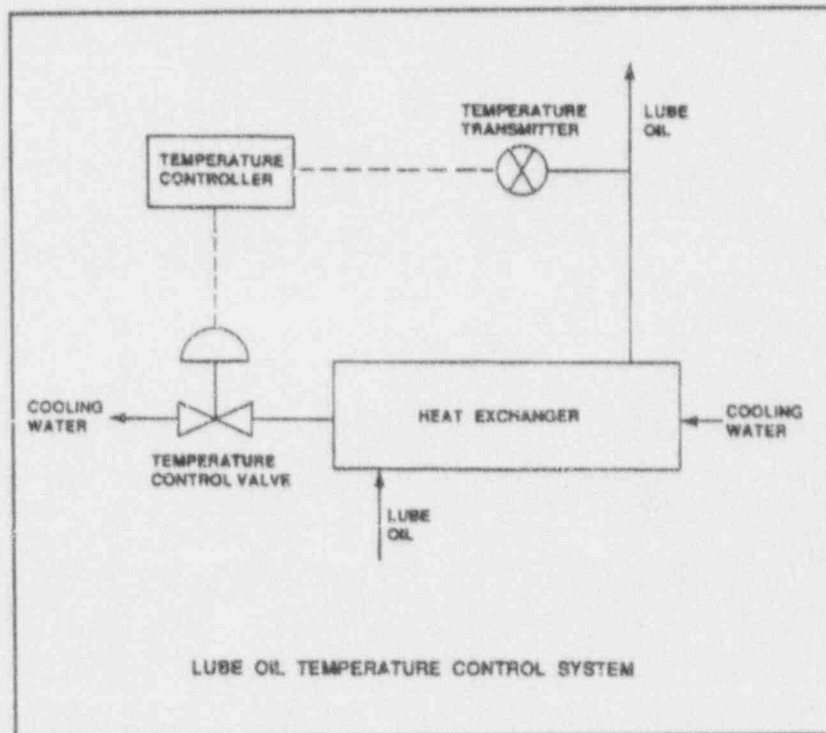 TEMPERATURE
TRANSMITTER
LUBE
OIL
TEMPERATURE
CONTROLLER
COOLING
WATER
HEAT EXCHANGER
COOLING
WATER
TEMPERATURE
CONTROL VALVE
LUBE
OIL
LUBE OIL TEMPERATURE CONTROL SYSTEM